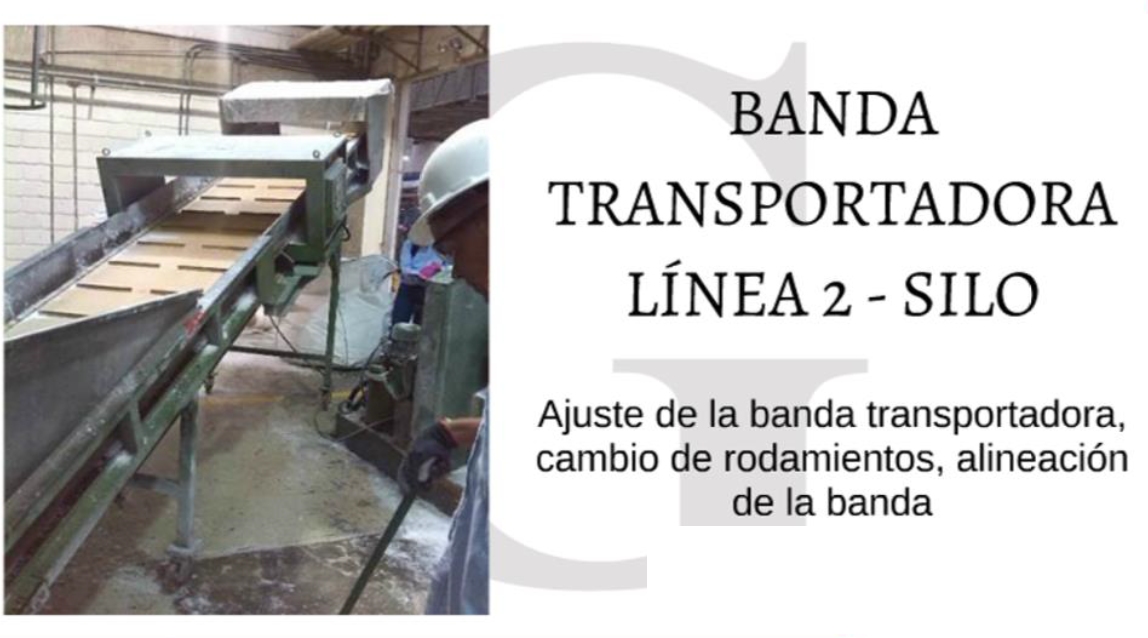 BANDA
TRANSPORTADORA
LÍNEA 2 - SILO
Ajuste de la banda transportadora,
cambio de rodamientos, alineación
de la banda